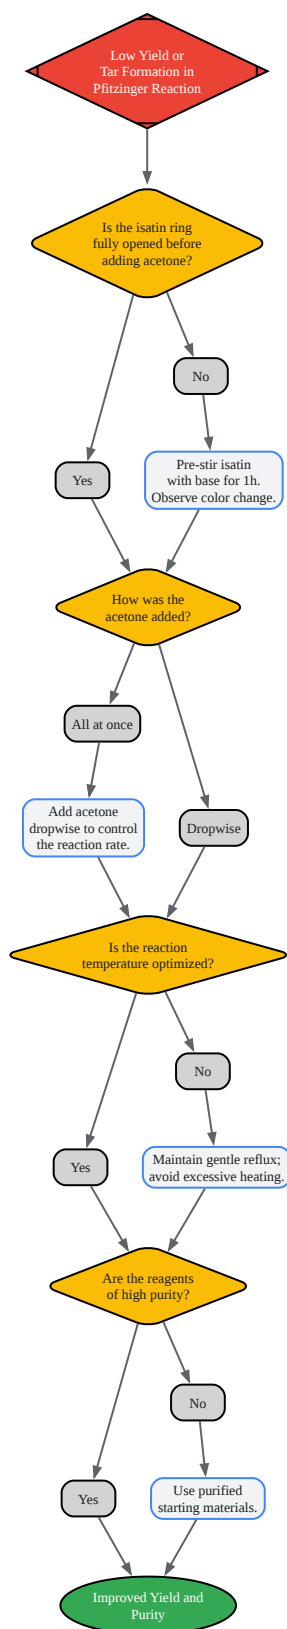 Low Yield or
Tar Formation in
Pfitzinger Reaction
Is the isatin ring
fully opened before
adding acetone?
No
Yes
Pre-stir isatin
with base for 1h.
Observe color change.
How was the
acetone added?
All at once
Add acetone
dropwise to control
the reaction rate.
Dropwise
Is the reaction
temperature optimized?
No
Yes
Maintain gentle reflux;
avoid excessive heating.
Are the reagents
of high purity?
No
Yes
Use purified
starting materials.
Improved Yield and
Purity